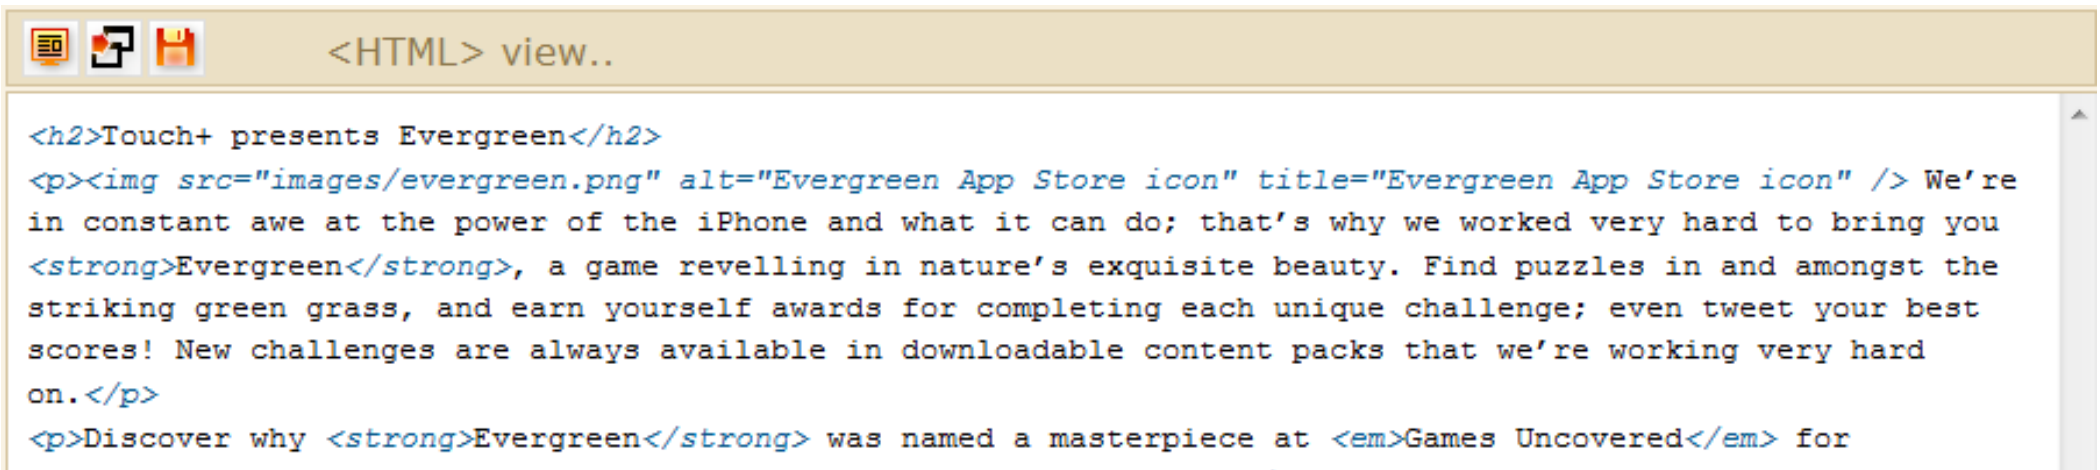 <HTML> view..
<h2>Touch+ presents Evergreen</h2>
<p><img src="images/evergreen.png" alt="Evergreen App Store icon" title="Evergreen App Store icon" /> We’re
in constant awe at the power of the iPhone and what it can do; that’s why we worked very hard to bring you
<strong>Evergreen</strong>, a game revelling in nature’s exquisite beauty. Find puzzles in and amongst the
striking green grass, and earn yourself awards for completing each unique challenge; even tweet your best
scores! New challenges are always available in downloadable content packs that we’re working very hard
on.</p>
<p>Discover why <strong>Evergreen</strong> was named a masterpiece at <em>Games Uncovered</em> for